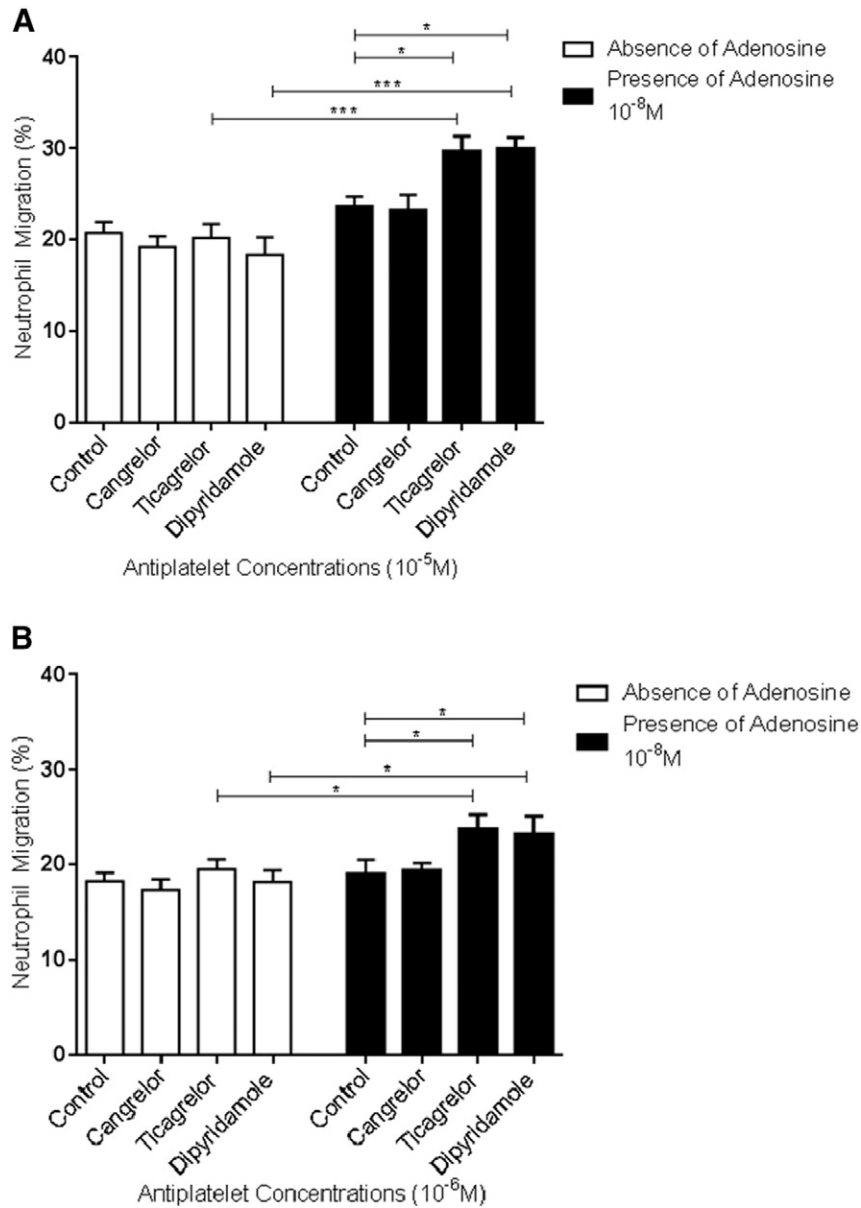 A
Absence of Adenosine
Presence of Adenosine
10⁻⁸M
*
*
***
***
Neutrophil Migration (%)
40
30
20
10
0
Control
Cangrelor
Ticagrelor
Dipyridamole
Control
Cangrelor
Ticagrelor
Dipyridamole
Antiplatelet Concentrations (10⁻⁵M)
B
Absence of Adenosine
Presence of Adenosine
10⁻⁸M
*
*
*
*
Neutrophil Migration (%)
40
30
20
10
0
Control
Cangrelor
Ticagrelor
Dipyridamole
Control
Cangrelor
Ticagrelor
Dipyridamole
Antiplatelet Concentrations (10⁻⁶M)